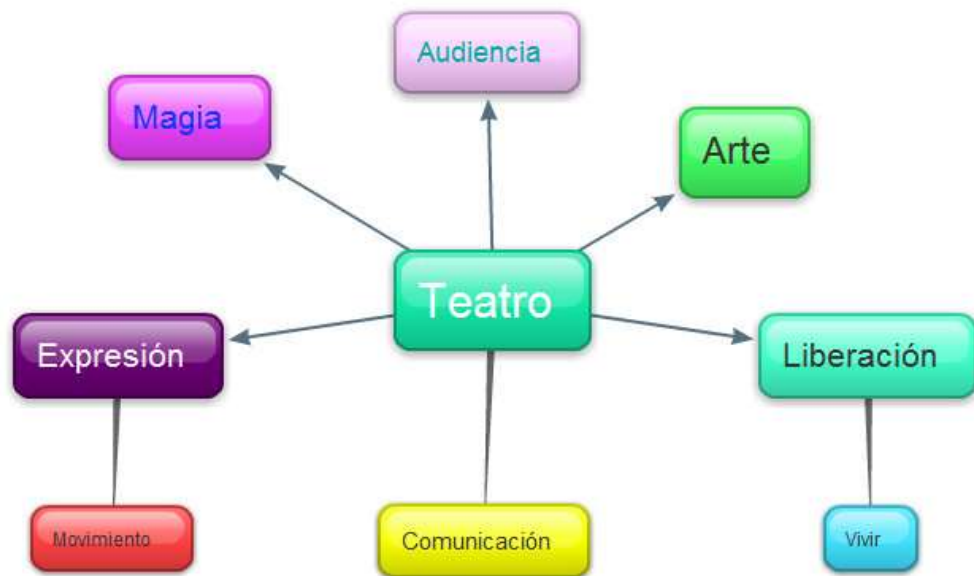 Audiencia
Magia
Arte
Teatro
Expresión
Liberación
Movimiento
Comunicación
Vivir